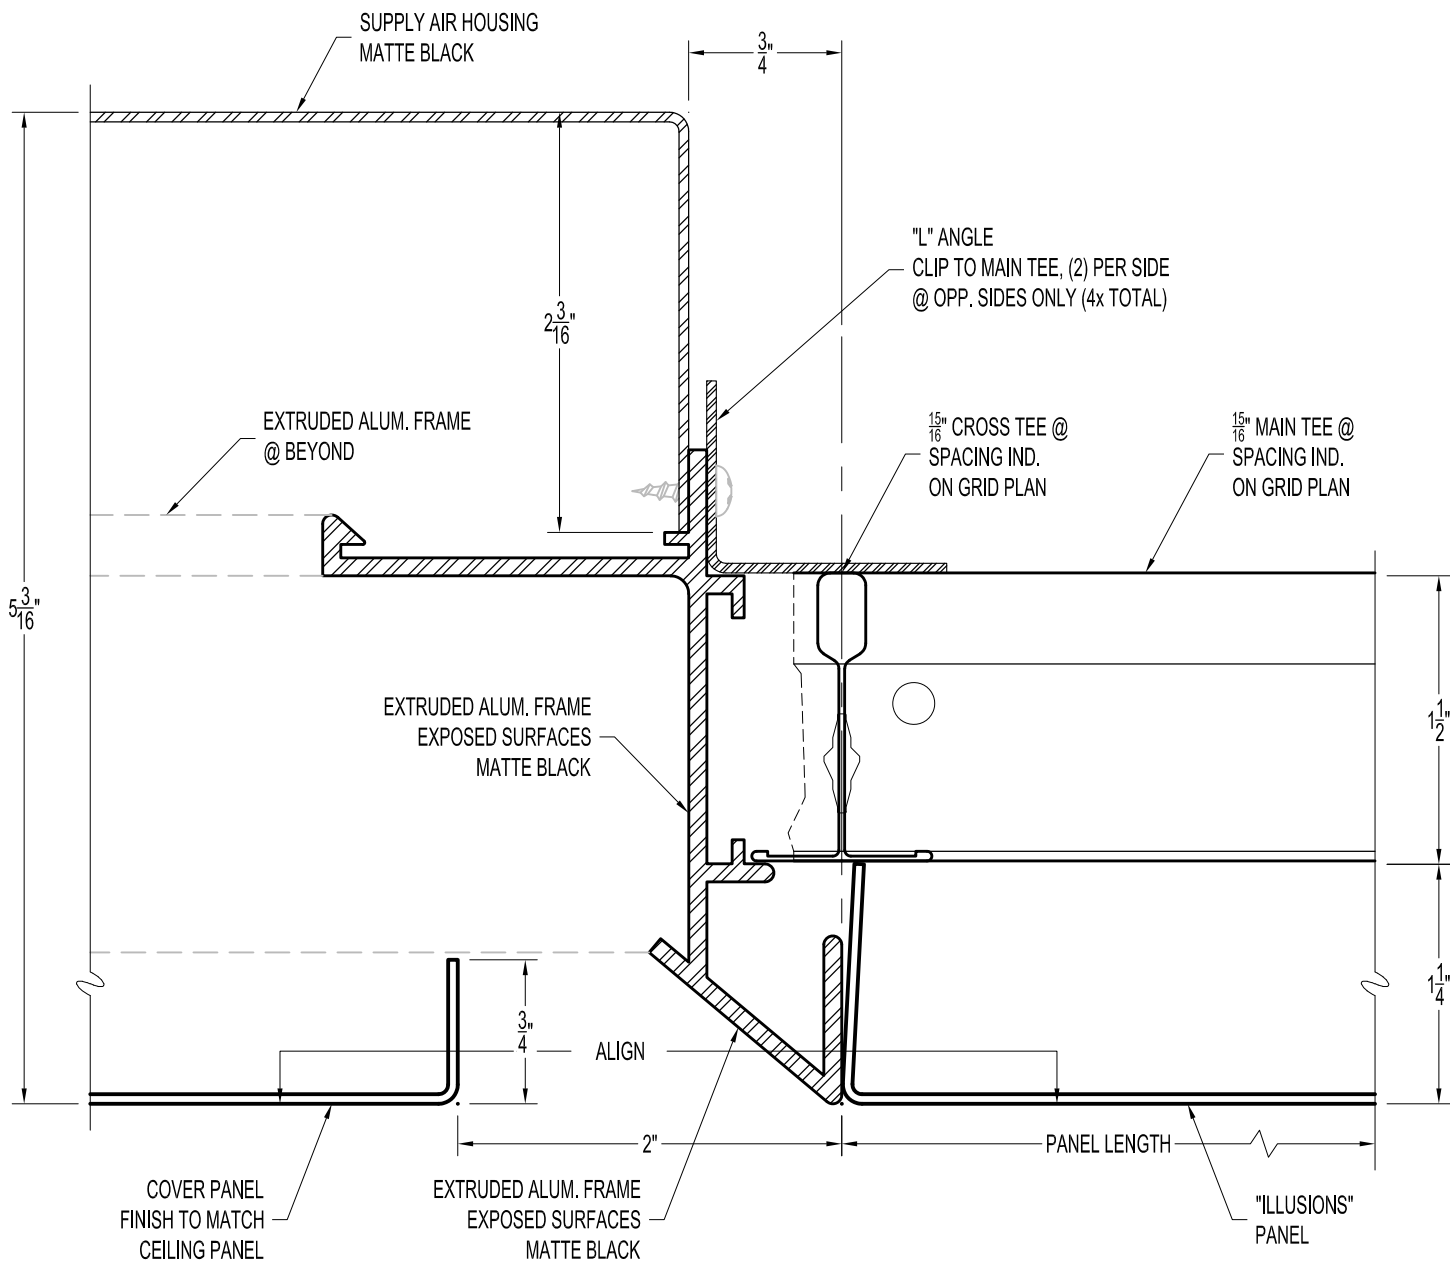 SUPPLY AIR HOUSING
MATTE BLACK
3/4"
"L" ANGLE
CLIP TO MAIN TEE, (2) PER SIDE
@ OPP. SIDES ONLY (4x TOTAL)
2 3/16"
EXTRUDED ALUM. FRAME
@ BEYOND
15/16" CROSS TEE @
SPACING IND.
ON GRID PLAN
15/16" MAIN TEE @
SPACING IND.
ON GRID PLAN
5 3/16"
EXTRUDED ALUM. FRAME
EXPOSED SURFACES
MATTE BLACK
1 1/2"
1 1/4"
3/4"
ALIGN
2"
PANEL LENGTH
COVER PANEL
FINISH TO MATCH
CEILING PANEL
EXTRUDED ALUM. FRAME
EXPOSED SURFACES
MATTE BLACK
"ILLUSIONS"
PANEL